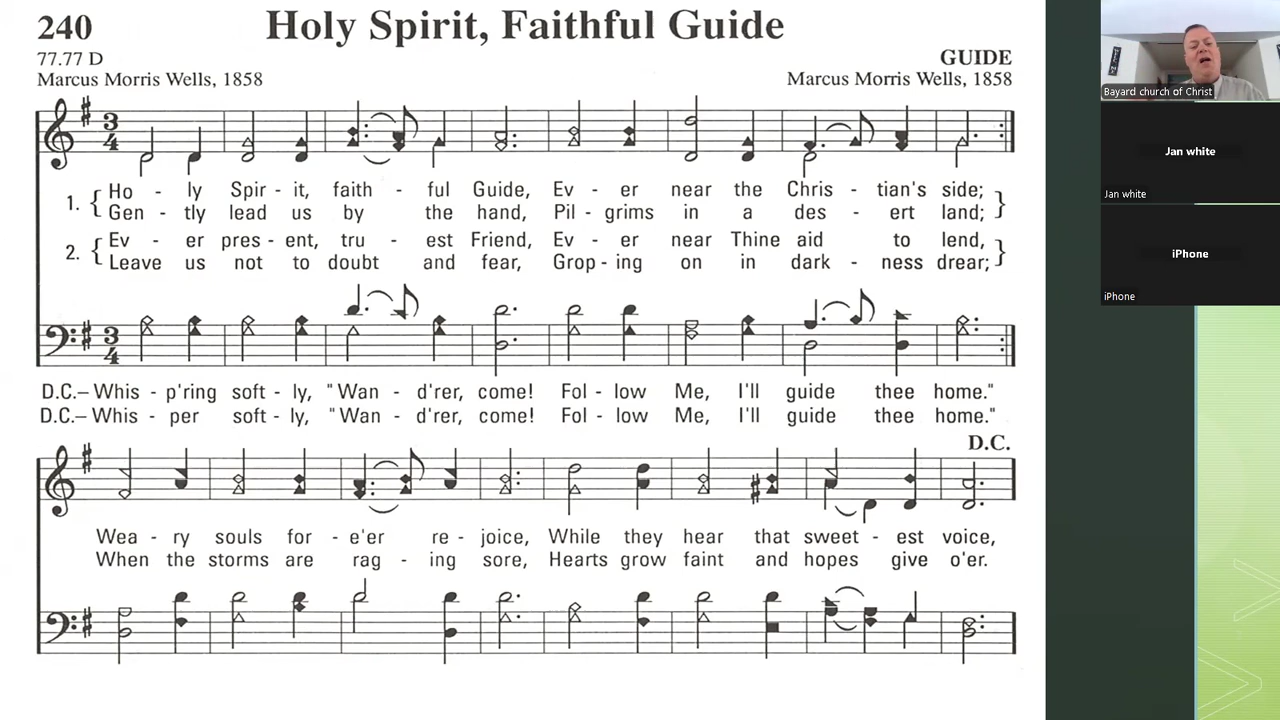 240
Holy Spirit, Faithful Guide
77.77 D
GUIDE
Marcus Morris Wells, 1858
Marcus Morris Wells, 1858
3
4
1. { Ho - ly Spir - it, faith - ful Guide, Ev - er near the Chris - tian's side; }
Gen - tly lead us by the hand, Pil - grims in a des - ert land;
2. { Ev - er pres - ent, tru - est Friend, Ev - er near Thine aid to lend, }
Leave us not to doubt and fear, Grop - ing on in dark - ness drear;
3
4
D.C.– Whis - p'ring soft - ly, "Wan - d'rer, come! Fol - low Me, I'll guide thee home."
D.C.– Whis - per soft - ly, "Wan - d'rer, come! Fol - low Me, I'll guide thee home."
D.C.
Wea - ry souls for - e'er re - joice, While they hear that sweet - est voice,
When the storms are rag - ing sore, Hearts grow faint and hopes give o'er.
Bayard church of Christ
Jan white
Jan white
iPhone
iPhone